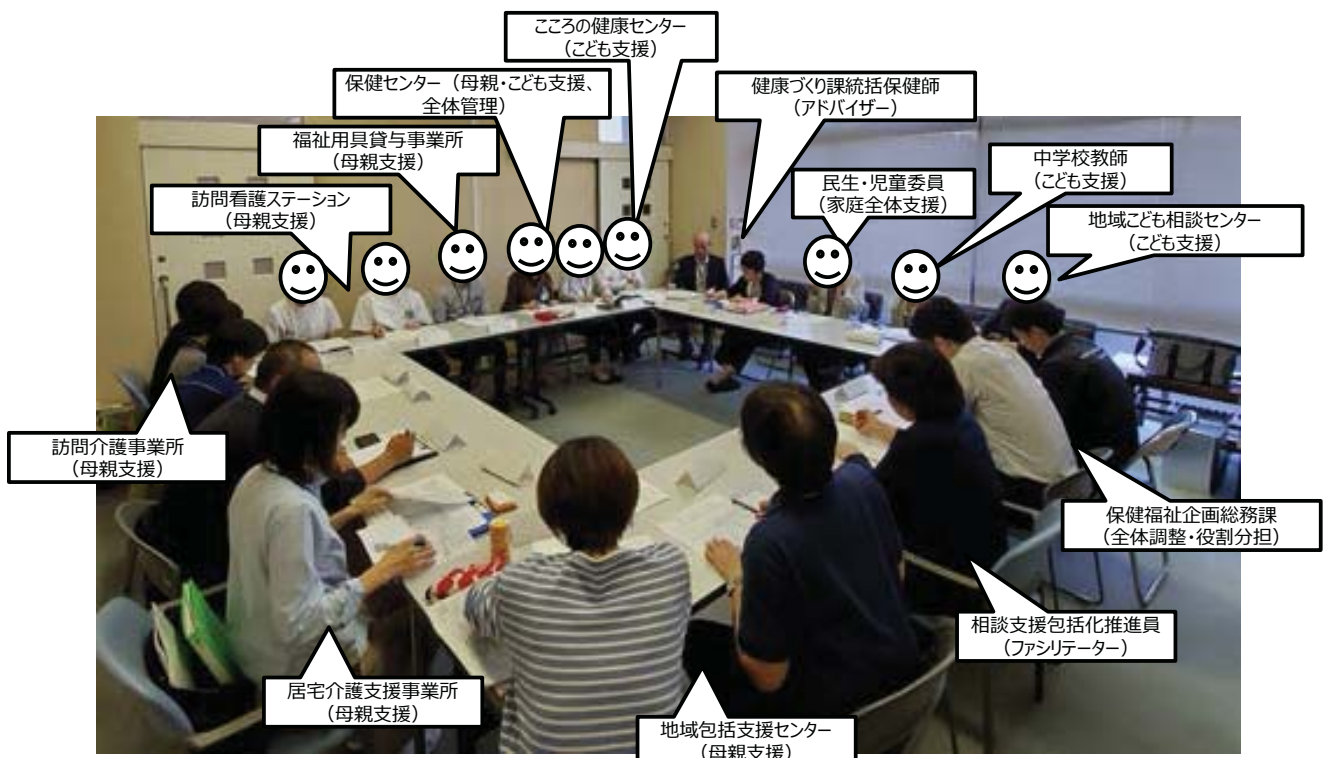 こころの健康センター
（こども支援）
保健センター（母親・こども支援、
全体管理）
健康づくり課統括保健師
（アドバイザー）
福祉用具貸与事業所
（母親支援）
中学校教師
（こども支援）
民生・児童委員
（家庭全体支援）
訪問看護ステーション
（母親支援）
地域こども相談センター
（こども支援）
訪問介護事業所
（母親支援）
保健福祉企画総務課
（全体調整・役割分担）
相談支援包括化推進員
（ファシリテーター）
居宅介護支援事業所
（母親支援）
地域包括支援センター
（母親支援）